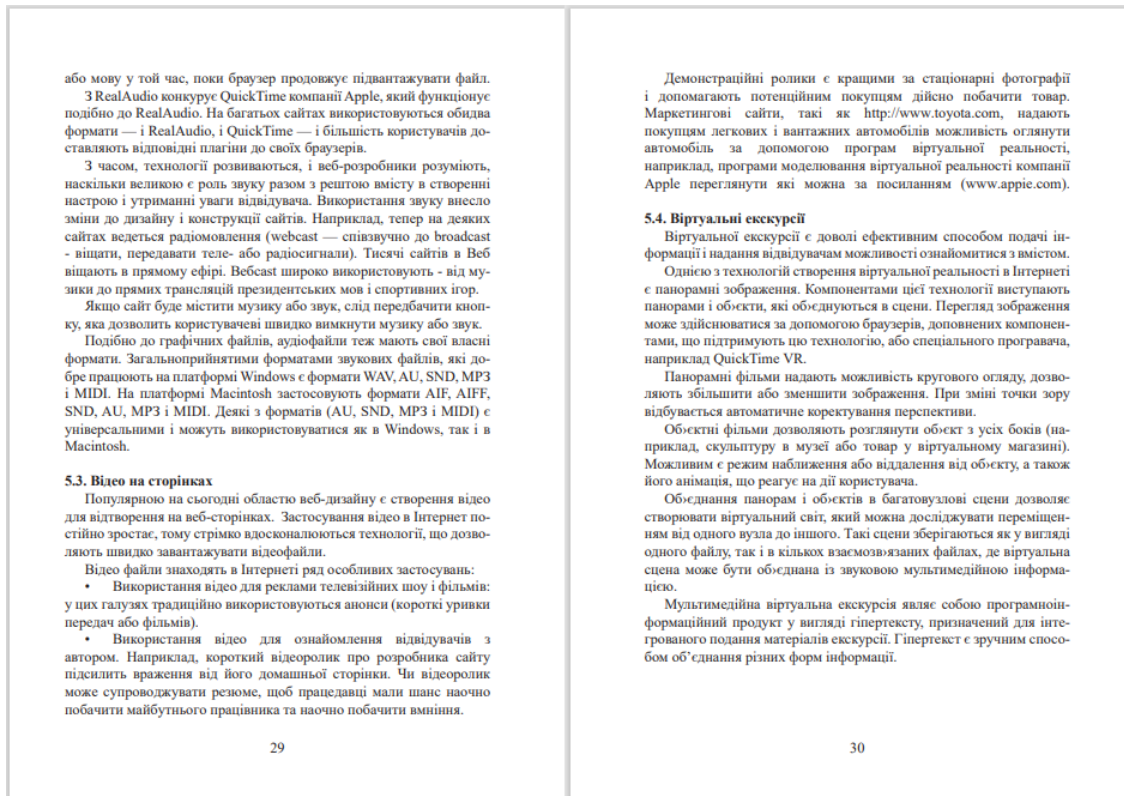 або мову у той час, поки браузер продовжує підвантажувати файл.
З RealAudio конкурує QuickTime компанії Apple, який функціонує
подібно до RealAudio. На багатьох сайтах використовуються обидва
формати — і RealAudio, і QuickTime — і більшість користувачів до-
ставляють відповідні плагіни до своїх браузерів.
З часом, технології розвиваються, і веб-розробники розуміють,
наскільки великою є роль звуку разом з рештою вмісту в створенні
настрою і утриманні уваги відвідувача. Використання звуку внесло
зміни до дизайну і конструкції сайтів. Наприклад, тепер на деяких
сайтах ведеться радіомовлення (webcast — співзвучно до broadcast
- віщати, передавати теле- або радіосигнали). Тисячі сайтів в Веб
віщають в прямому ефірі. Вебcast широко використовують - від му-
зики до прямих трансляцій президентських мов і спортивних ігор.
Якщо сайт буде містити музику або звук, слід передбачити кноп-
ку, яка дозволить користувачеві швидко вимкнути музику або звук.
Подібно до графічних файлів, аудіофайли теж мають свої власні
формати. Загальноприйнятими форматами звукових файлів, які до-
бре працюють на платформі Windows є формати WAV, AU, SND, МРЗ
і MIDI. На платформі Macintosh застосовують формати AIF, AIFF,
SND, AU, МРЗ і MIDI. Деякі з форматів (AU, SND, МРЗ і MIDI) є
універсальними і можуть використовуватися як в Windows, так і в
Macintosh.
5.3. Відео на сторінках
Популярною на сьогодні областю веб-дизайну є створення відео
для відтворення на веб-сторінках. Застосування відео в Інтернет по-
стійно зростає, тому стрімко вдосконалюються технології, що дозво-
ляють швидко завантажувати відеофайли.
Відео файли знаходять в Інтернеті ряд особливих застосувань:
• Використання відео для реклами телевізійних шоу і фільмів:
у цих галузях традиційно використовуються анонси (короткі уривки
передач або фільмів).
• Використання відео для ознайомлення відвідувачів з
автором. Наприклад, короткий відеоролик про розробника сайту
підсилить враження від його домашньої сторінки. Чи відеоролик
може супроводжувати резюме, щоб працедавці мали шанс наочно
побачити майбутнього працівника та наочно побачити вміння.
29
Демонстраційні ролики є кращими за стаціонарні фотографії
і допомагають потенційним покупцям дійсно побачити товар.
Маркетингові сайти, такі як http://www.toyota.com, надають
покупцям легкових і вантажних автомобілів можливість оглянути
автомобіль за допомогою програм віртуальної реальності,
наприклад, програми моделювання віртуальної реальності компанії
Apple переглянути які можна за посиланням (www.appie.com).
5.4. Віртуальні екскурсії
Віртуальної екскурсії є доволі ефективним способом подачі ін-
формації і надання відвідувачам можливості ознайомитися з вмістом.
Однією з технологій створення віртуальної реальності в Інтернеті
є панорамні зображення. Компонентами цієї технології виступають
панорами і об›єкти, які об›єднуються в сцени. Перегляд зображення
може здійснюватися за допомогою браузерів, доповнених компонен-
тами, що підтримують цю технологію, або спеціального програвача,
наприклад QuickTime VR.
Панорамні фільми надають можливість кругового огляду, дозво-
ляють збільшити або зменшити зображення. При зміні точки зору
відбувається автоматичне коректування перспективи.
Об›єктні фільми дозволяють розглянути об›єкт з усіх боків (на-
приклад, скульптуру в музеї або товар у віртуальному магазині).
Можливим є режим наближення або віддалення від об›єкту, а також
його анімація, що реагує на дії користувача.
Об›єднання панорам і об›єктів в багатовузлові сцени дозволяє
створювати віртуальний світ, який можна досліджувати переміщен-
ням від одного вузла до іншого. Такі сцени зберігаються як у вигляді
одного файлу, так і в кількох взаємозв›язаних файлах, де віртуальна
сцена може бути об›єднана із звуковою мультимедійною інформа-
цією.
Мультимедійна віртуальна екскурсія являє собою програмноін-
формаційний продукт у вигляді гіпертексту, призначений для інте-
грованого подання матеріалів екскурсії. Гіпертекст є зручним спосо-
бом об’єднання різних форм інформації.
30